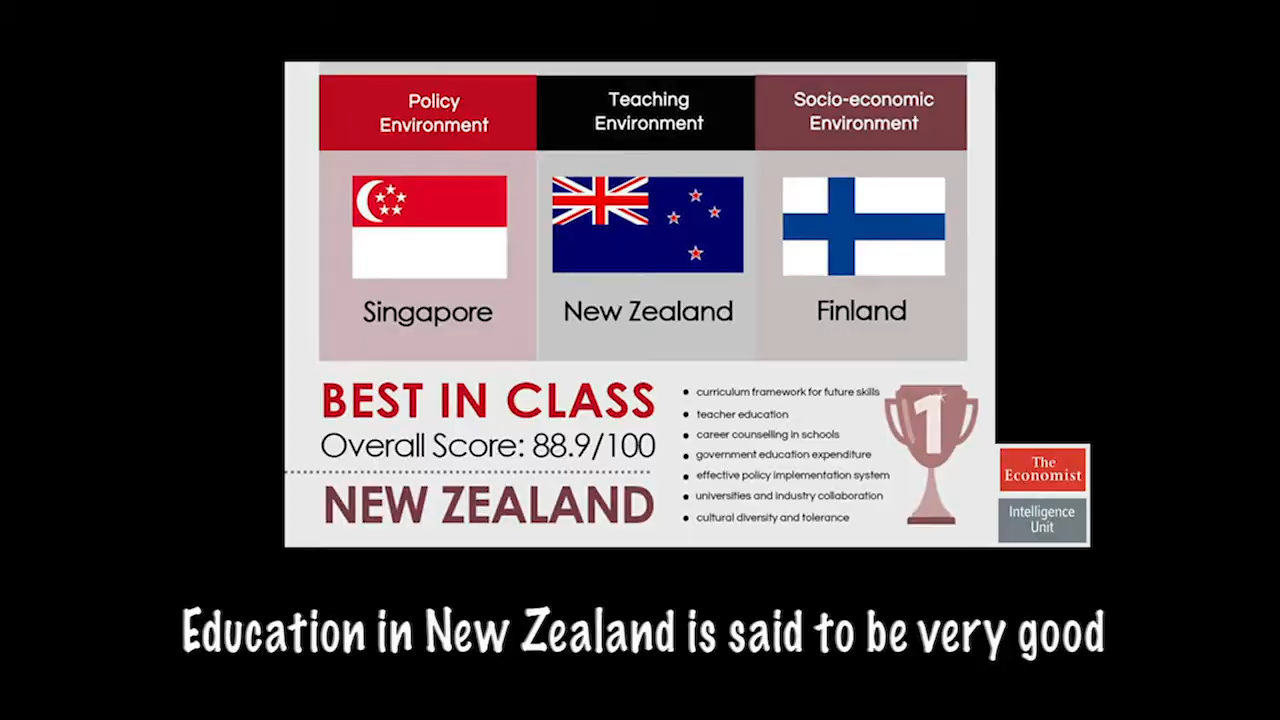 Policy
Environment
Teaching
Environment
Socio-economic
Environment
Singapore
New Zealand
Finland
BEST IN CLASS
Overall Score: 88.9/100
NEW ZEALAND
• curriculum framework for future skills
• teacher education
• career counselling in schools
• government education expenditure
• effective policy implementation system
• universities and industry collaboration
• cultural diversity and tolerance
1
The
Economist
Intelligence
Unit
Education in New Zealand is said to be very good